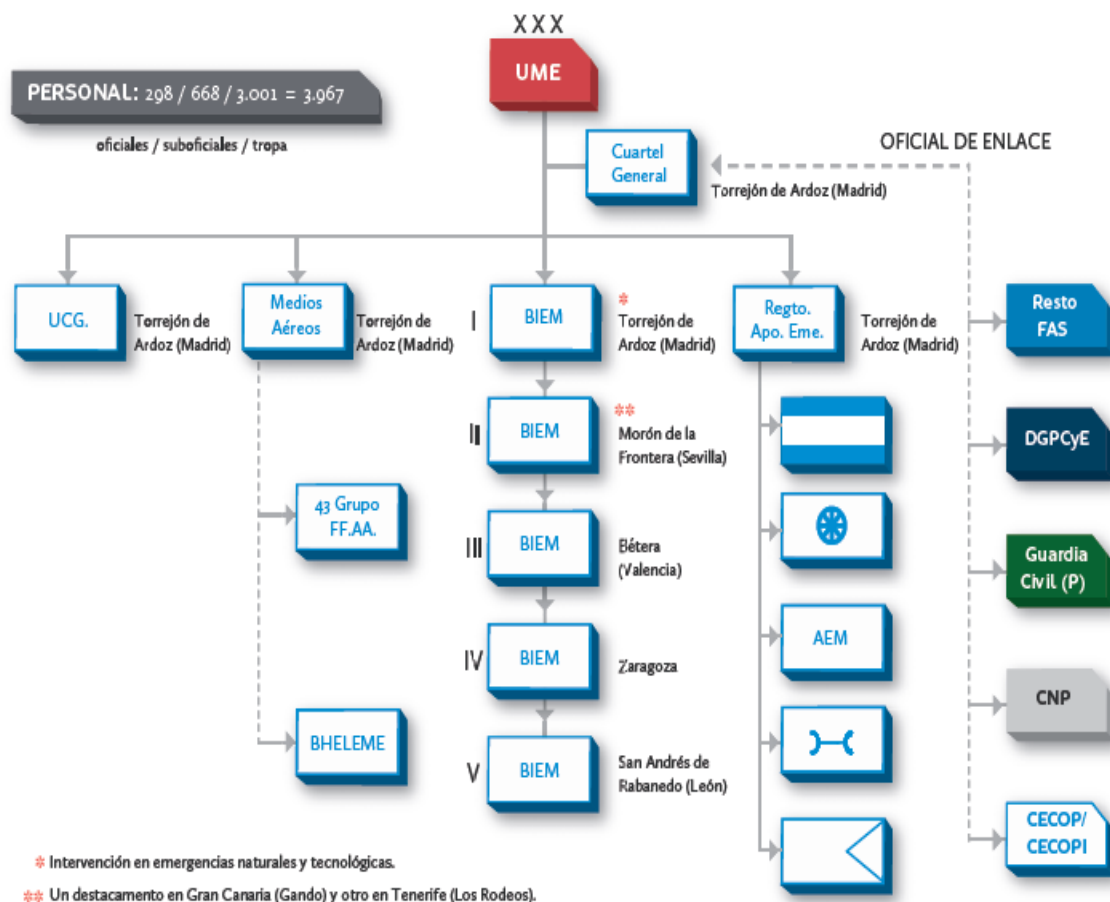 XXX
UME
PERSONAL: 298 / 668 / 3.001 = 3.967
oficiales / suboficiales / tropa
Cuartel
General
Torrejón de Ardoz (Madrid)
OFICIAL DE ENLACE
UCG.
Torrejón de
Ardoz (Madrid)
Medios
Aéreos
Torrejón de
Ardoz (Madrid)
I
BIEM
*
Torrejón de
Ardoz (Madrid)
Regto.
Apo. Eme.
Torrejón de
Ardoz (Madrid)
Resto
FAS
II
BIEM
**
Morón de la
Frontera (Sevilla)
DGPCyE
43 Grupo
FF.AA.
III
BIEM
Bétera
(Valencia)
Guardia
Civil (P)
IV
BIEM
Zaragoza
AEM
CNP
BHELEME
V
BIEM
San Andrés de
Rabanedo (León)
CECOP/
CECOPI
* Intervención en emergencias naturales y tecnológicas.
** Un destacamento en Gran Canaria (Gando) y otro en Tenerife (Los Rodeos).